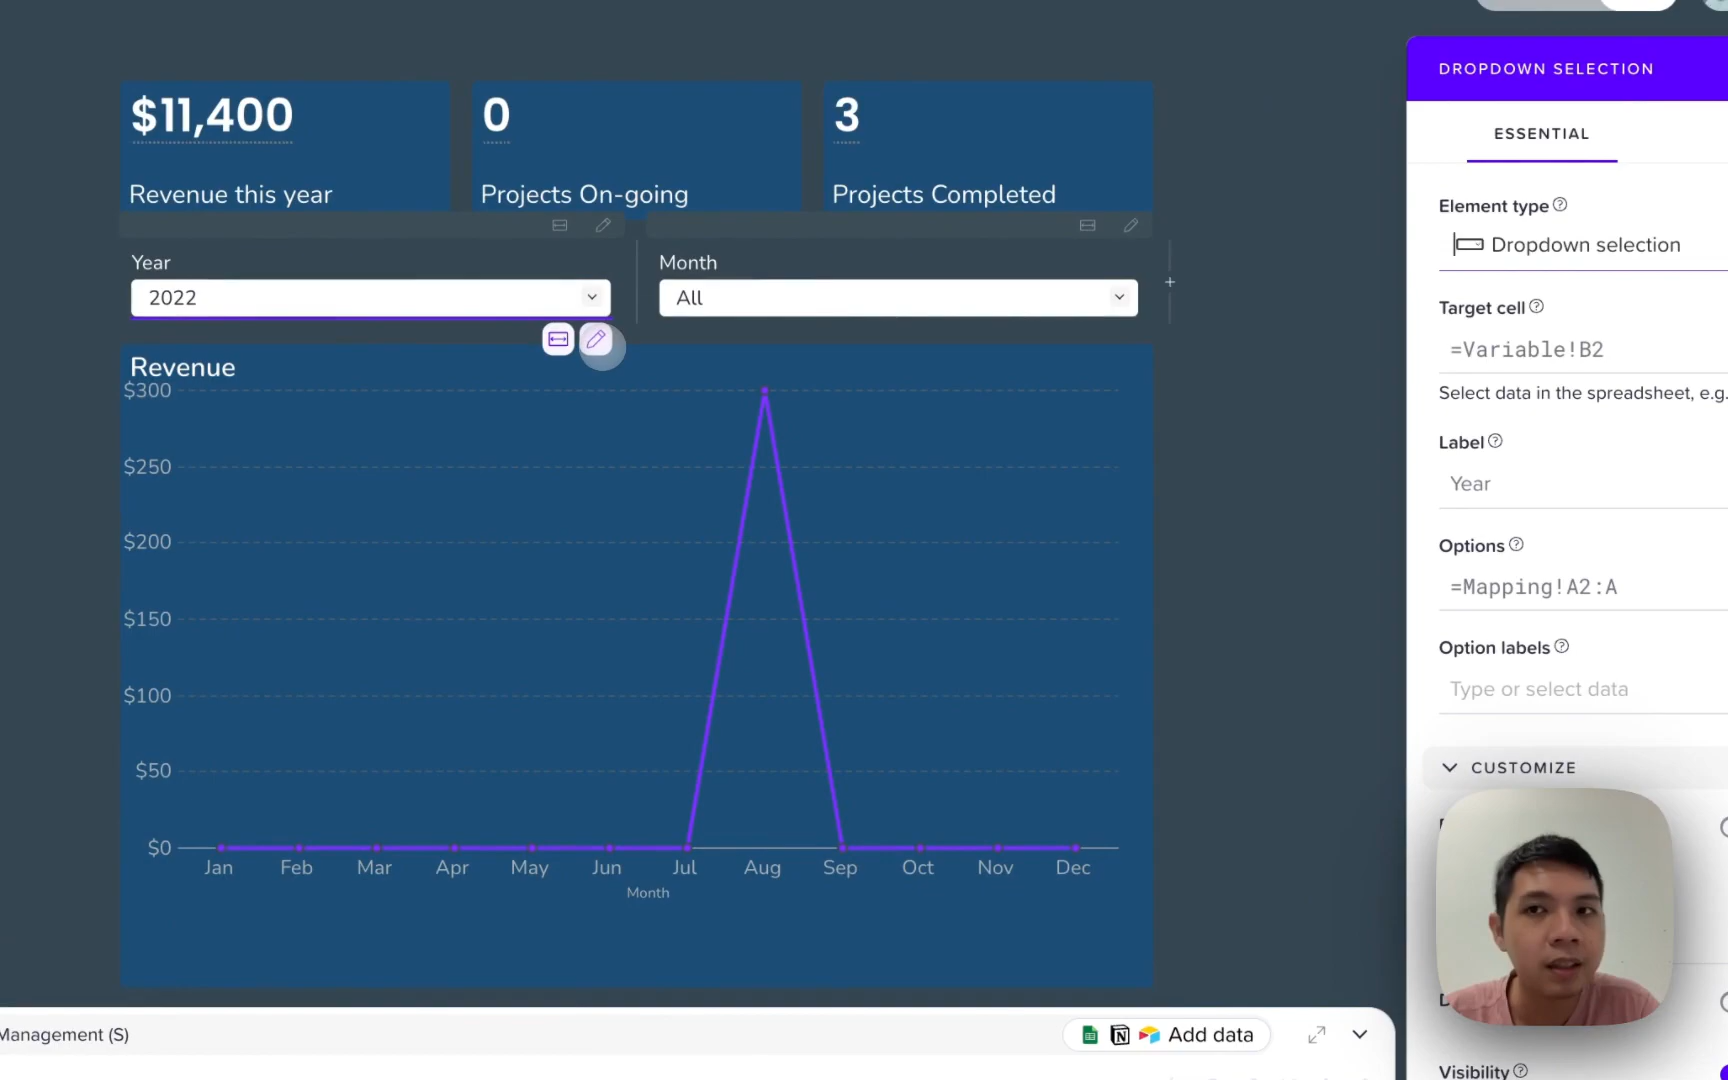 DROPDOWN SELECTION
$11,400
0
3
ESSENTIAL
Revenue this year
Projects On-going
Projects Completed
Element type
Dropdown selection
Year
Month
2022
All
Target cell
=Variable!B2
Select data in the spreadsheet, e.g.
Revenue
$300
$250
$200
$150
$100
$50
$0
Jan Feb Mar Apr May Jun Jul Aug Sep Oct Nov Dec
Month
Label
Year
Options
=Mapping!A2:A
Option labels
Type or select data
CUSTOMIZE
Visibility
Management (S)
Add data